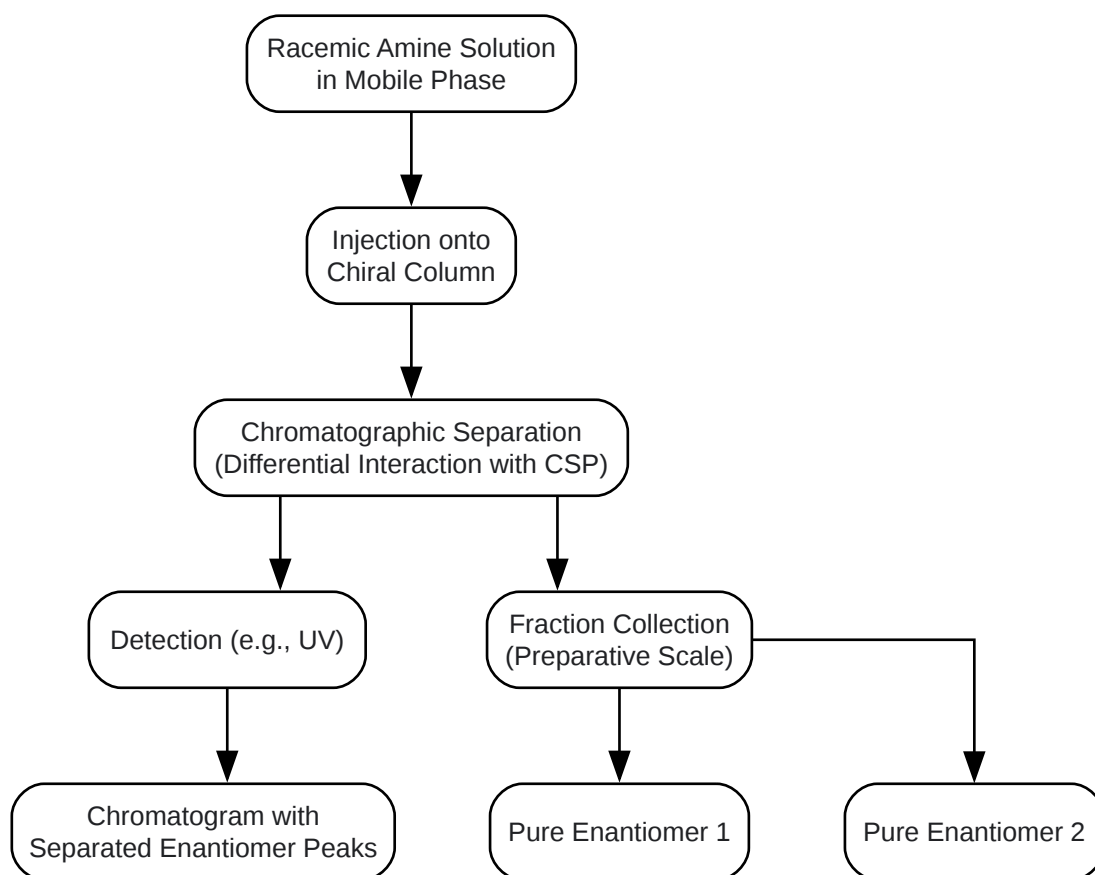 Racemic Amine Solution
in Mobile Phase
Injection onto
Chiral Column
Chromatographic Separation
(Differential Interaction with CSP)
Detection (e.g., UV)
Fraction Collection
(Preparative Scale)
Chromatogram with
Separated Enantiomer Peaks
Pure Enantiomer 1
Pure Enantiomer 2